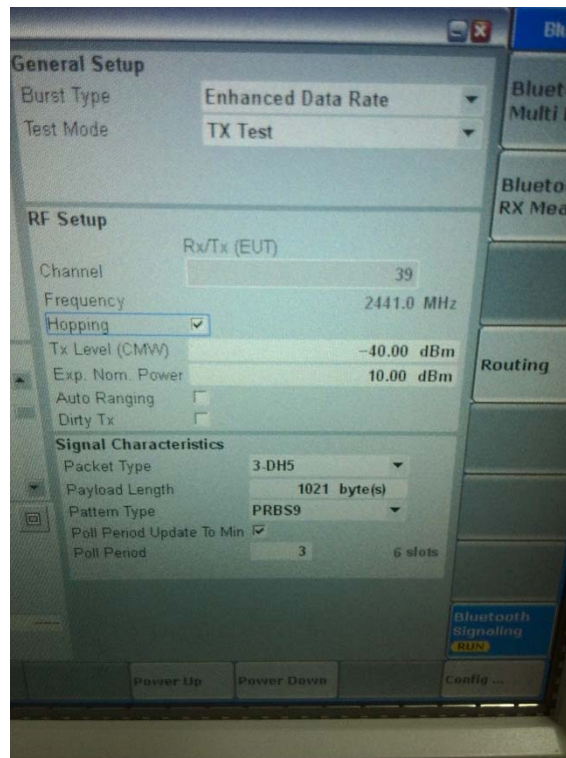 Blu
General Setup
Burst Type Enhanced Data Rate
Test Mode TX Test
Bluet
Multi
Blueto
RX Mea
RF Setup
Rx/Tx (EUT)
Channel 39
Frequency 2441.0 MHz
Hopping
Tx Level (CMW) -40.00 dBm
Exp. Nom. Power 10.00 dBm
Auto Ranging
Dirty Tx
Routing
Signal Characteristics
Packet Type 3-DH5
Payload Length 1021 byte(s)
Pattern Type PRBS9
Poll Period Update To Min
Poll Period 3 6 slots
Bluetooth
Signaling
RUN
Power Up Power Down Config ...